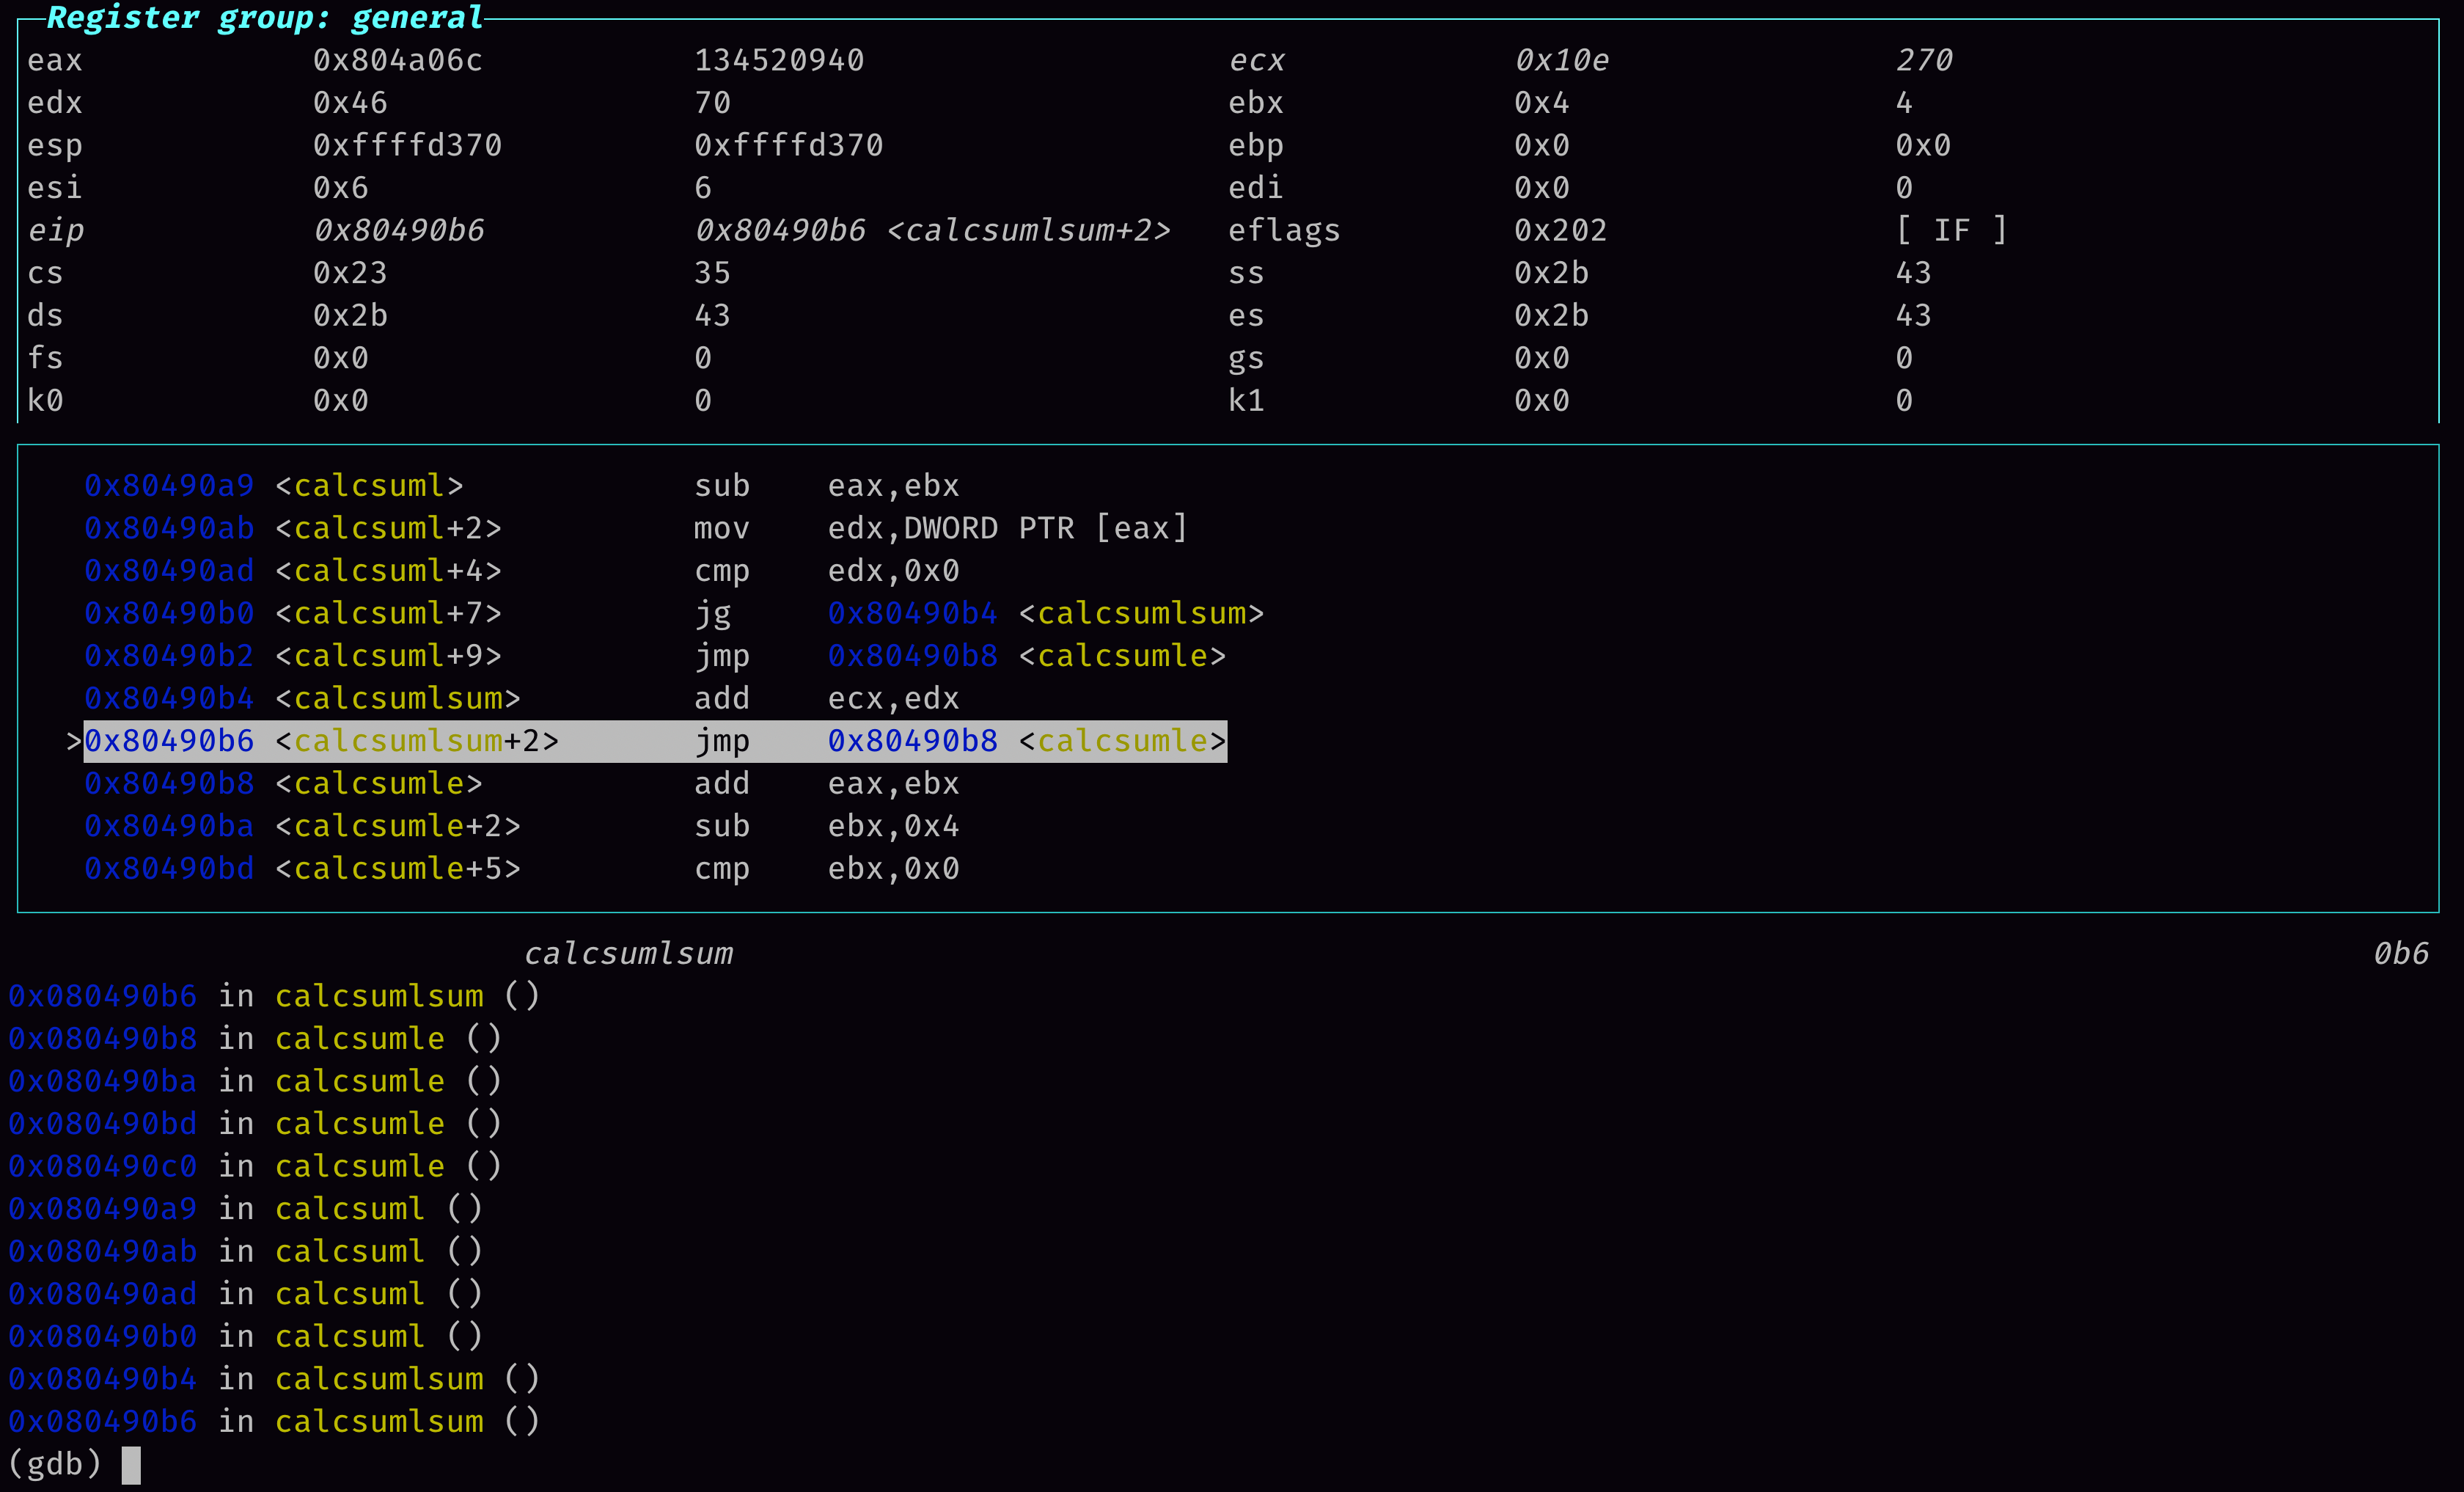 Register group: general
eax 0x804a06c 134520940 ecx 0x10e 270
edx 0x46 70 ebx 0x4 4
esp 0xffffd370 0xffffd370 ebp 0x0 0x0
esi 0x6 6 edi 0x0 0
eip 0x80490b6 0x80490b6 <calcsumlsum+2> eflags 0x202 [ IF ]
cs 0x23 35 ss 0x2b 43
ds 0x2b 43 es 0x2b 43
fs 0x0 0 gs 0x0 0
k0 0x0 0 k1 0x0 0
0x80490a9 <calcsuml> sub eax,ebx
0x80490ab <calcsuml+2> mov edx,DWORD PTR [eax]
0x80490ad <calcsuml+4> cmp edx,0x0
0x80490b0 <calcsuml+7> jg 0x80490b4 <calcsumlsum>
0x80490b2 <calcsuml+9> jmp 0x80490b8 <calcsumle>
0x80490b4 <calcsumlsum> add ecx,edx
>0x80490b6 <calcsumlsum+2> jmp 0x80490b8 <calcsumle>
0x80490b8 <calcsumle> add eax,ebx
0x80490ba <calcsumle+2> sub ebx,0x4
0x80490bd <calcsumle+5> cmp ebx,0x0
calcsumlsum 0b6
0x080490b6 in calcsumlsum ()
0x080490b8 in calcsumle ()
0x080490ba in calcsumle ()
0x080490bd in calcsumle ()
0x080490c0 in calcsumle ()
0x080490a9 in calcsuml ()
0x080490ab in calcsuml ()
0x080490ad in calcsuml ()
0x080490b0 in calcsuml ()
0x080490b4 in calcsumlsum ()
0x080490b6 in calcsumlsum ()
(gdb)